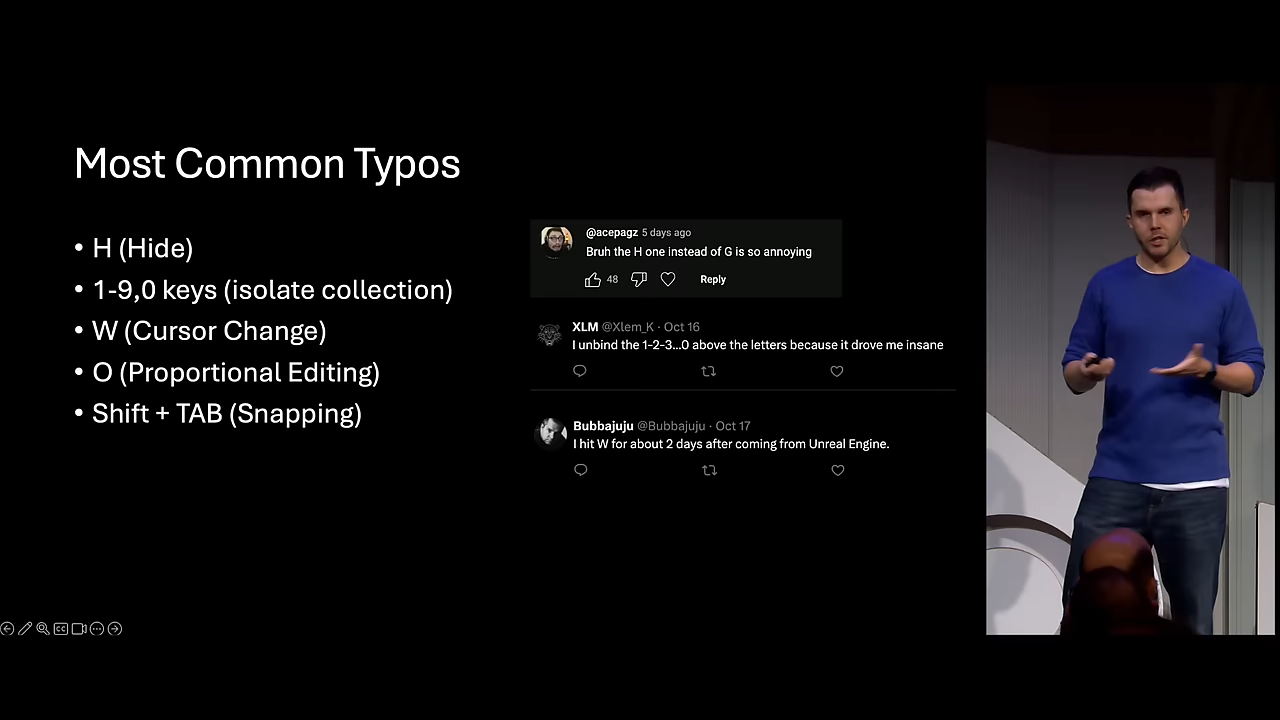 Most Common Typos
• H (Hide)
• 1-9,0 keys (isolate collection)
• W (Cursor Change)
• O (Proportional Editing)
• Shift + TAB (Snapping)
@acepagz 5 days ago
Bruh the H one instead of G is so annoying
48 Reply
XLM @Xlem_K · Oct 16
I unbind the 1-2-3...0 above the letters because it drove me insane
Bubbajuju @Bubbajuju · Oct 17
I hit W for about 2 days after coming from Unreal Engine.
CC